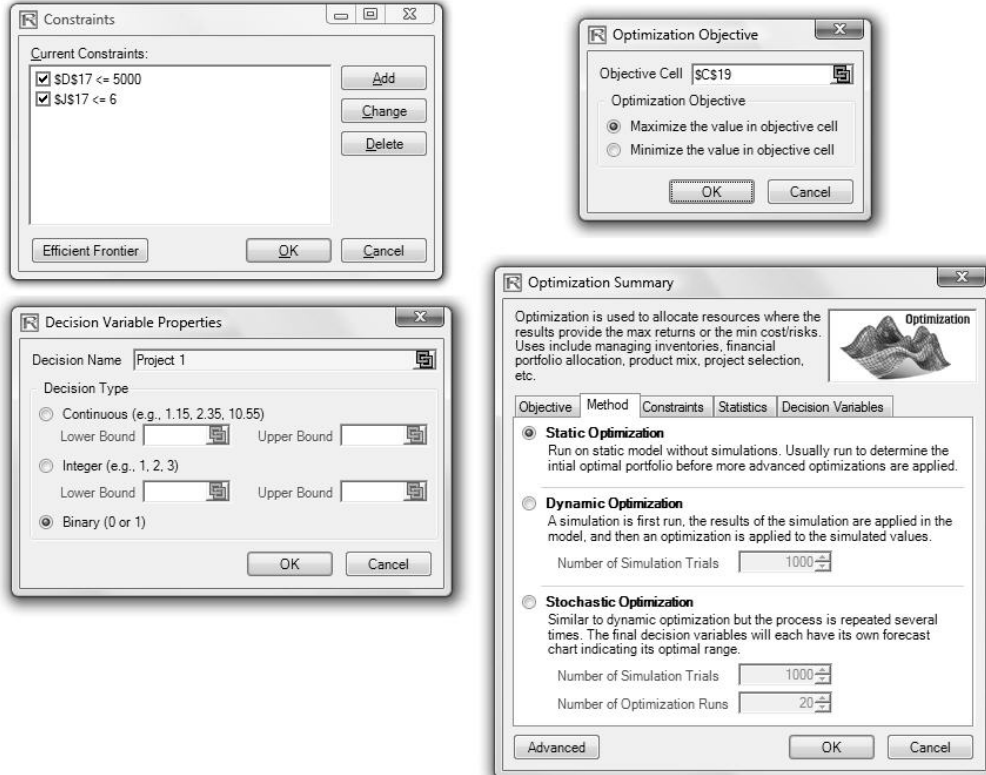 Constraints
Current Constraints:
$D$17 <= 5000
$J$17 <= 6
Add
Change
Delete
Efficient Frontier
OK
Cancel
Optimization Objective
Objective Cell $C$19
Optimization Objective
Maximize the value in objective cell
Minimize the value in objective cell
OK
Cancel
Decision Variable Properties
Decision Name Project 1
Decision Type
Continuous (e.g., 1.15, 2.35, 10.55)
Lower Bound Upper Bound
Integer (e.g., 1, 2, 3)
Lower Bound Upper Bound
Binary (0 or 1)
OK Cancel
Optimization Summary
Optimization is used to allocate resources where the
results provide the max returns or the min cost/risks.
Uses include managing inventories, financial
portfolio allocation, product mix, project selection,
etc.
Optimization
Objective Method Constraints Statistics Decision Variables
Static Optimization
Run on static model without simulations. Usually run to determine the
intial optimal portfolio before more advanced optimizations are applied.
Dynamic Optimization
A simulation is first run, the results of the simulation are applied in the
model, and then an optimization is applied to the simulated values.
Number of Simulation Trials 1000
Stochastic Optimization
Similar to dynamic optimization but the process is repeated several
times. The final decision variables will each have its own forecast
chart indicating its optimal range.
Number of Simulation Trials 1000
Number of Optimization Runs 20
Advanced OK Cancel